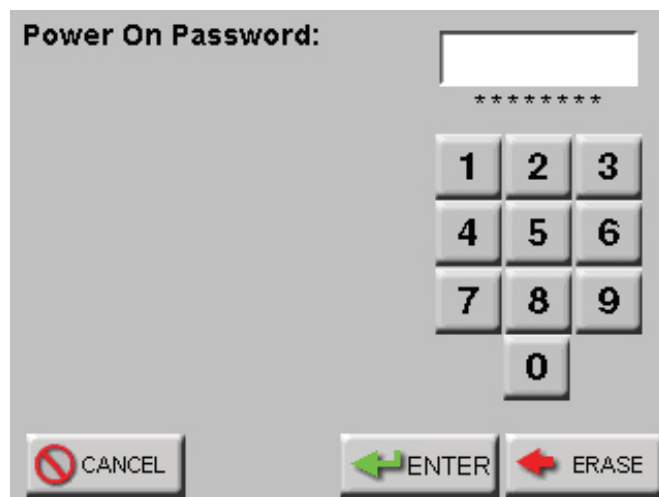 Power On Password:
********
1 2 3
4 5 6
7 8 9
0
CANCEL ENTER ERASE